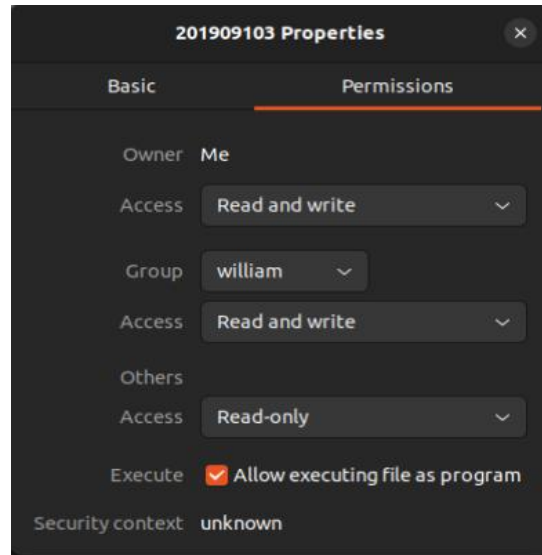 201909103 Properties
Basic Permissions
Owner Me
Access Read and write
Group william
Access Read and write
Others
Access Read-only
Execute Allow executing file as program
Security context unknown